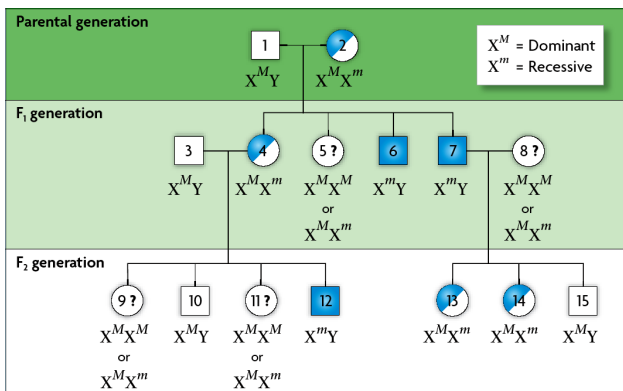 Parental generation
1
2
X^M Y
X^M X^m
X^M = Dominant
X^m = Recessive
F₁ generation
3
4
5 ?
6
7
8 ?
X^M Y
X^M X^m
X^M X^M
X^m Y
X^m Y
X^M X^M
or
or
X^M X^m
X^M X^m
F₂ generation
9 ?
10
11 ?
12
13
14
15
X^M X^M
X^M Y
X^M X^M
X^m Y
X^M X^m
X^M X^m
X^M Y
or
or
X^M X^m
X^M X^m